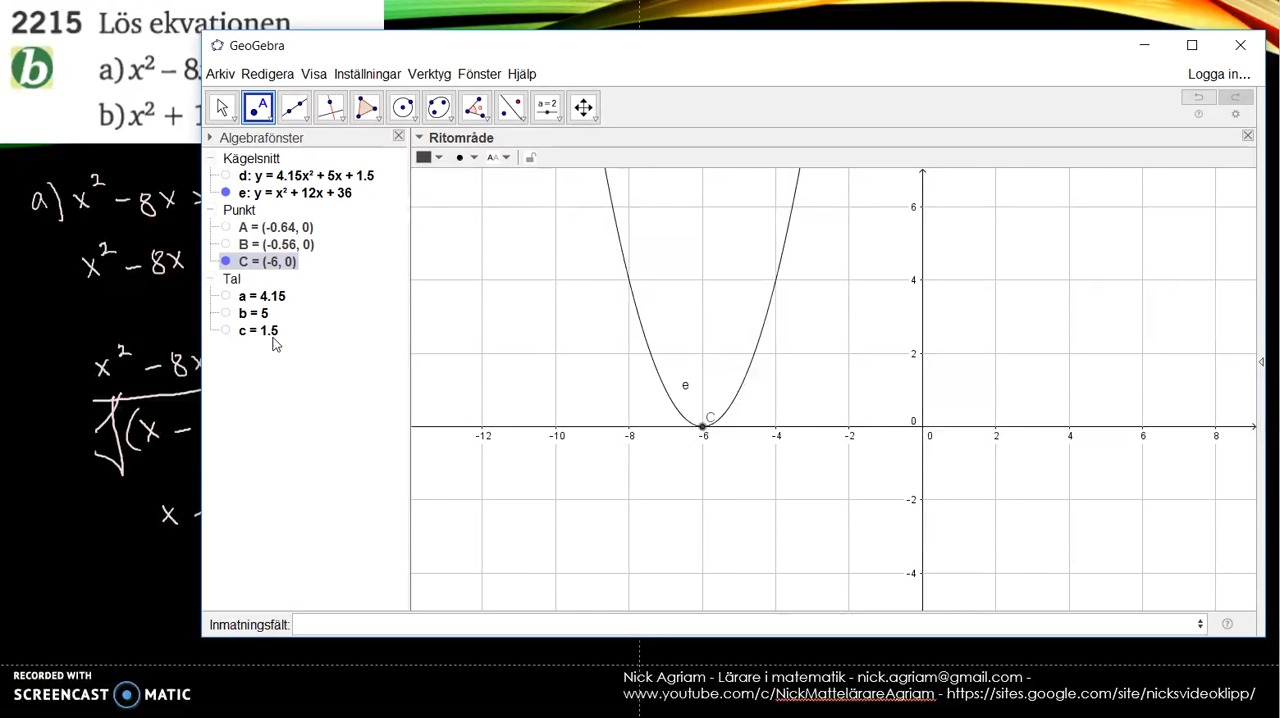 2215 Lös ekvationen
b
a) x² – 8
b) x² + 1
a) x² - 8x
x² - 8x
x² - 8x
√(x -
x -
GeoGebra
Arkiv Redigera Visa Inställningar Verktyg Fönster Hjälp
Logga in...
A
a=2
Algebrafönster
Kägelsnitt
d: y = 4.15x² + 5x + 1.5
e: y = x² + 12x + 36
Punkt
A = (-0.64, 0)
B = (-0.56, 0)
C = (-6, 0)
Tal
a = 4.15
b = 5
c = 1.5
Ritområde
AA
6
4
2
0
-2
-4
-12 -10 -8 -6 -4 -2 0 2 4 6 8
e
C
Inmatningsfält:
RECORDED WITH
SCREENCAST MATIC
Nick Agriam - Lärare i matematik - nick.agriam@gmail.com -
www.youtube.com/c/NickMattelärareAgriam - https://sites.google.com/site/nicksvideoklipp/